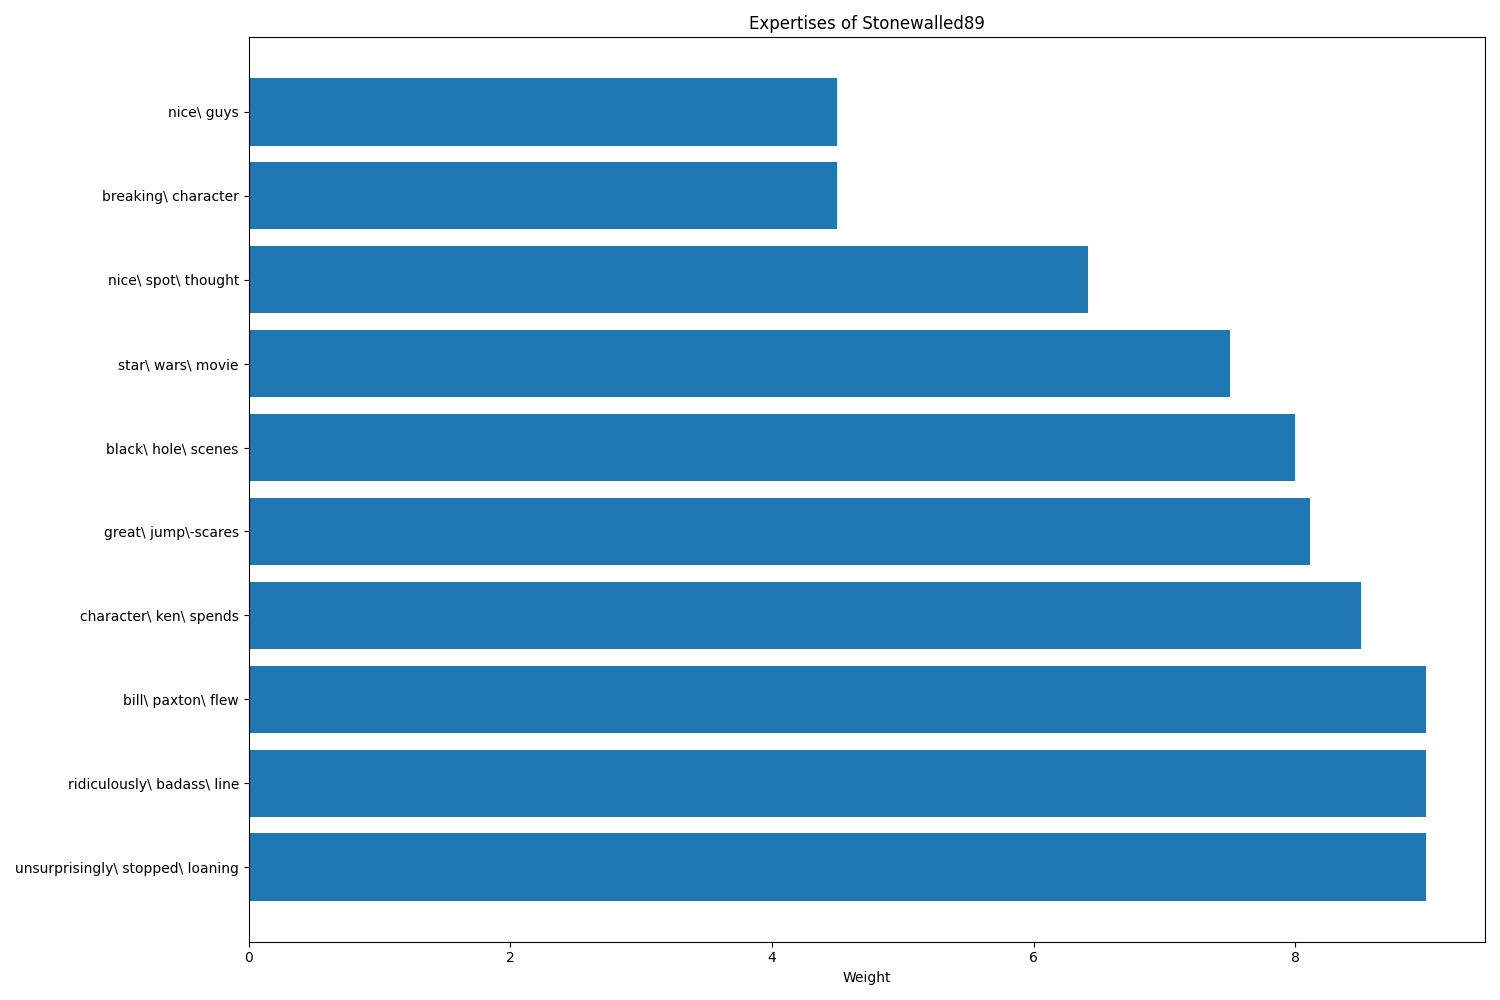 Expertises of Stonewalled89
nice\ guys
breaking\ character
nice\ spot\ thought
star\ wars\ movie
black\ hole\ scenes
great\ jump\-scares
character\ ken\ spends
bill\ paxton\ flew
ridiculously\ badass\ line
unsurprisingly\ stopped\ loaning
0 2 4 6 8
Weight